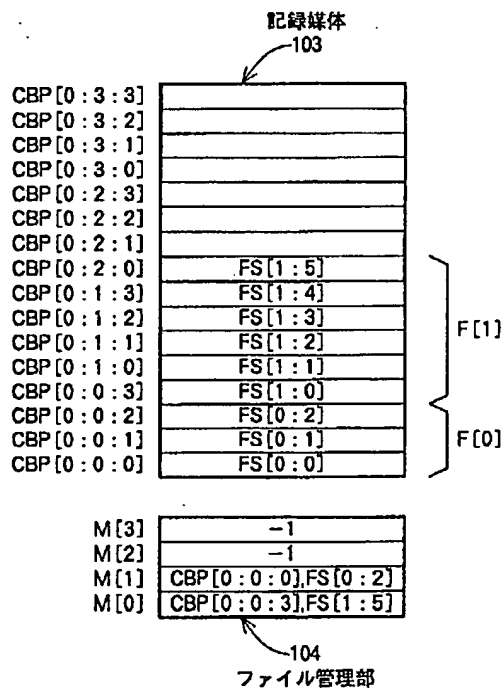 記録媒体
103
CBP[0:3:3]
CBP[0:3:2]
CBP[0:3:1]
CBP[0:3:0]
CBP[0:2:3]
CBP[0:2:2]
CBP[0:2:1]
CBP[0:2:0] FS[1:5]
CBP[0:1:3] FS[1:4]
CBP[0:1:2] FS[1:3]
CBP[0:1:1] FS[1:2]
CBP[0:1:0] FS[1:1]
CBP[0:0:3] FS[1:0]
F[1]
CBP[0:0:2] FS[0:2]
CBP[0:0:1] FS[0:1]
CBP[0:0:0] FS[0:0]
F[0]
M[3] -1
M[2] -1
M[1] CBP[0:0:0],FS[0:2]
M[0] CBP[0:0:3],FS[1:5]
104
ファイル管理部